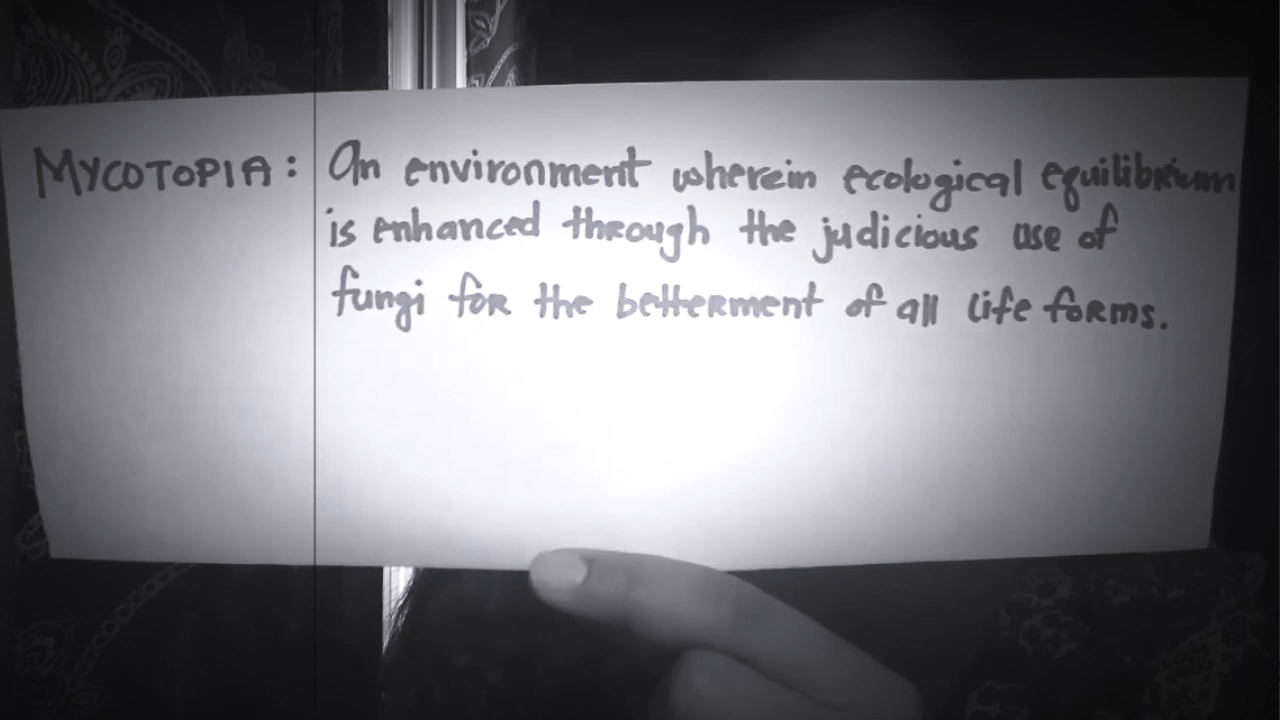 MYCOTOPIA: An environment wherein ecological equilibrium
is enhanced through the judicious use of
fungi for the betterment of all life forms.